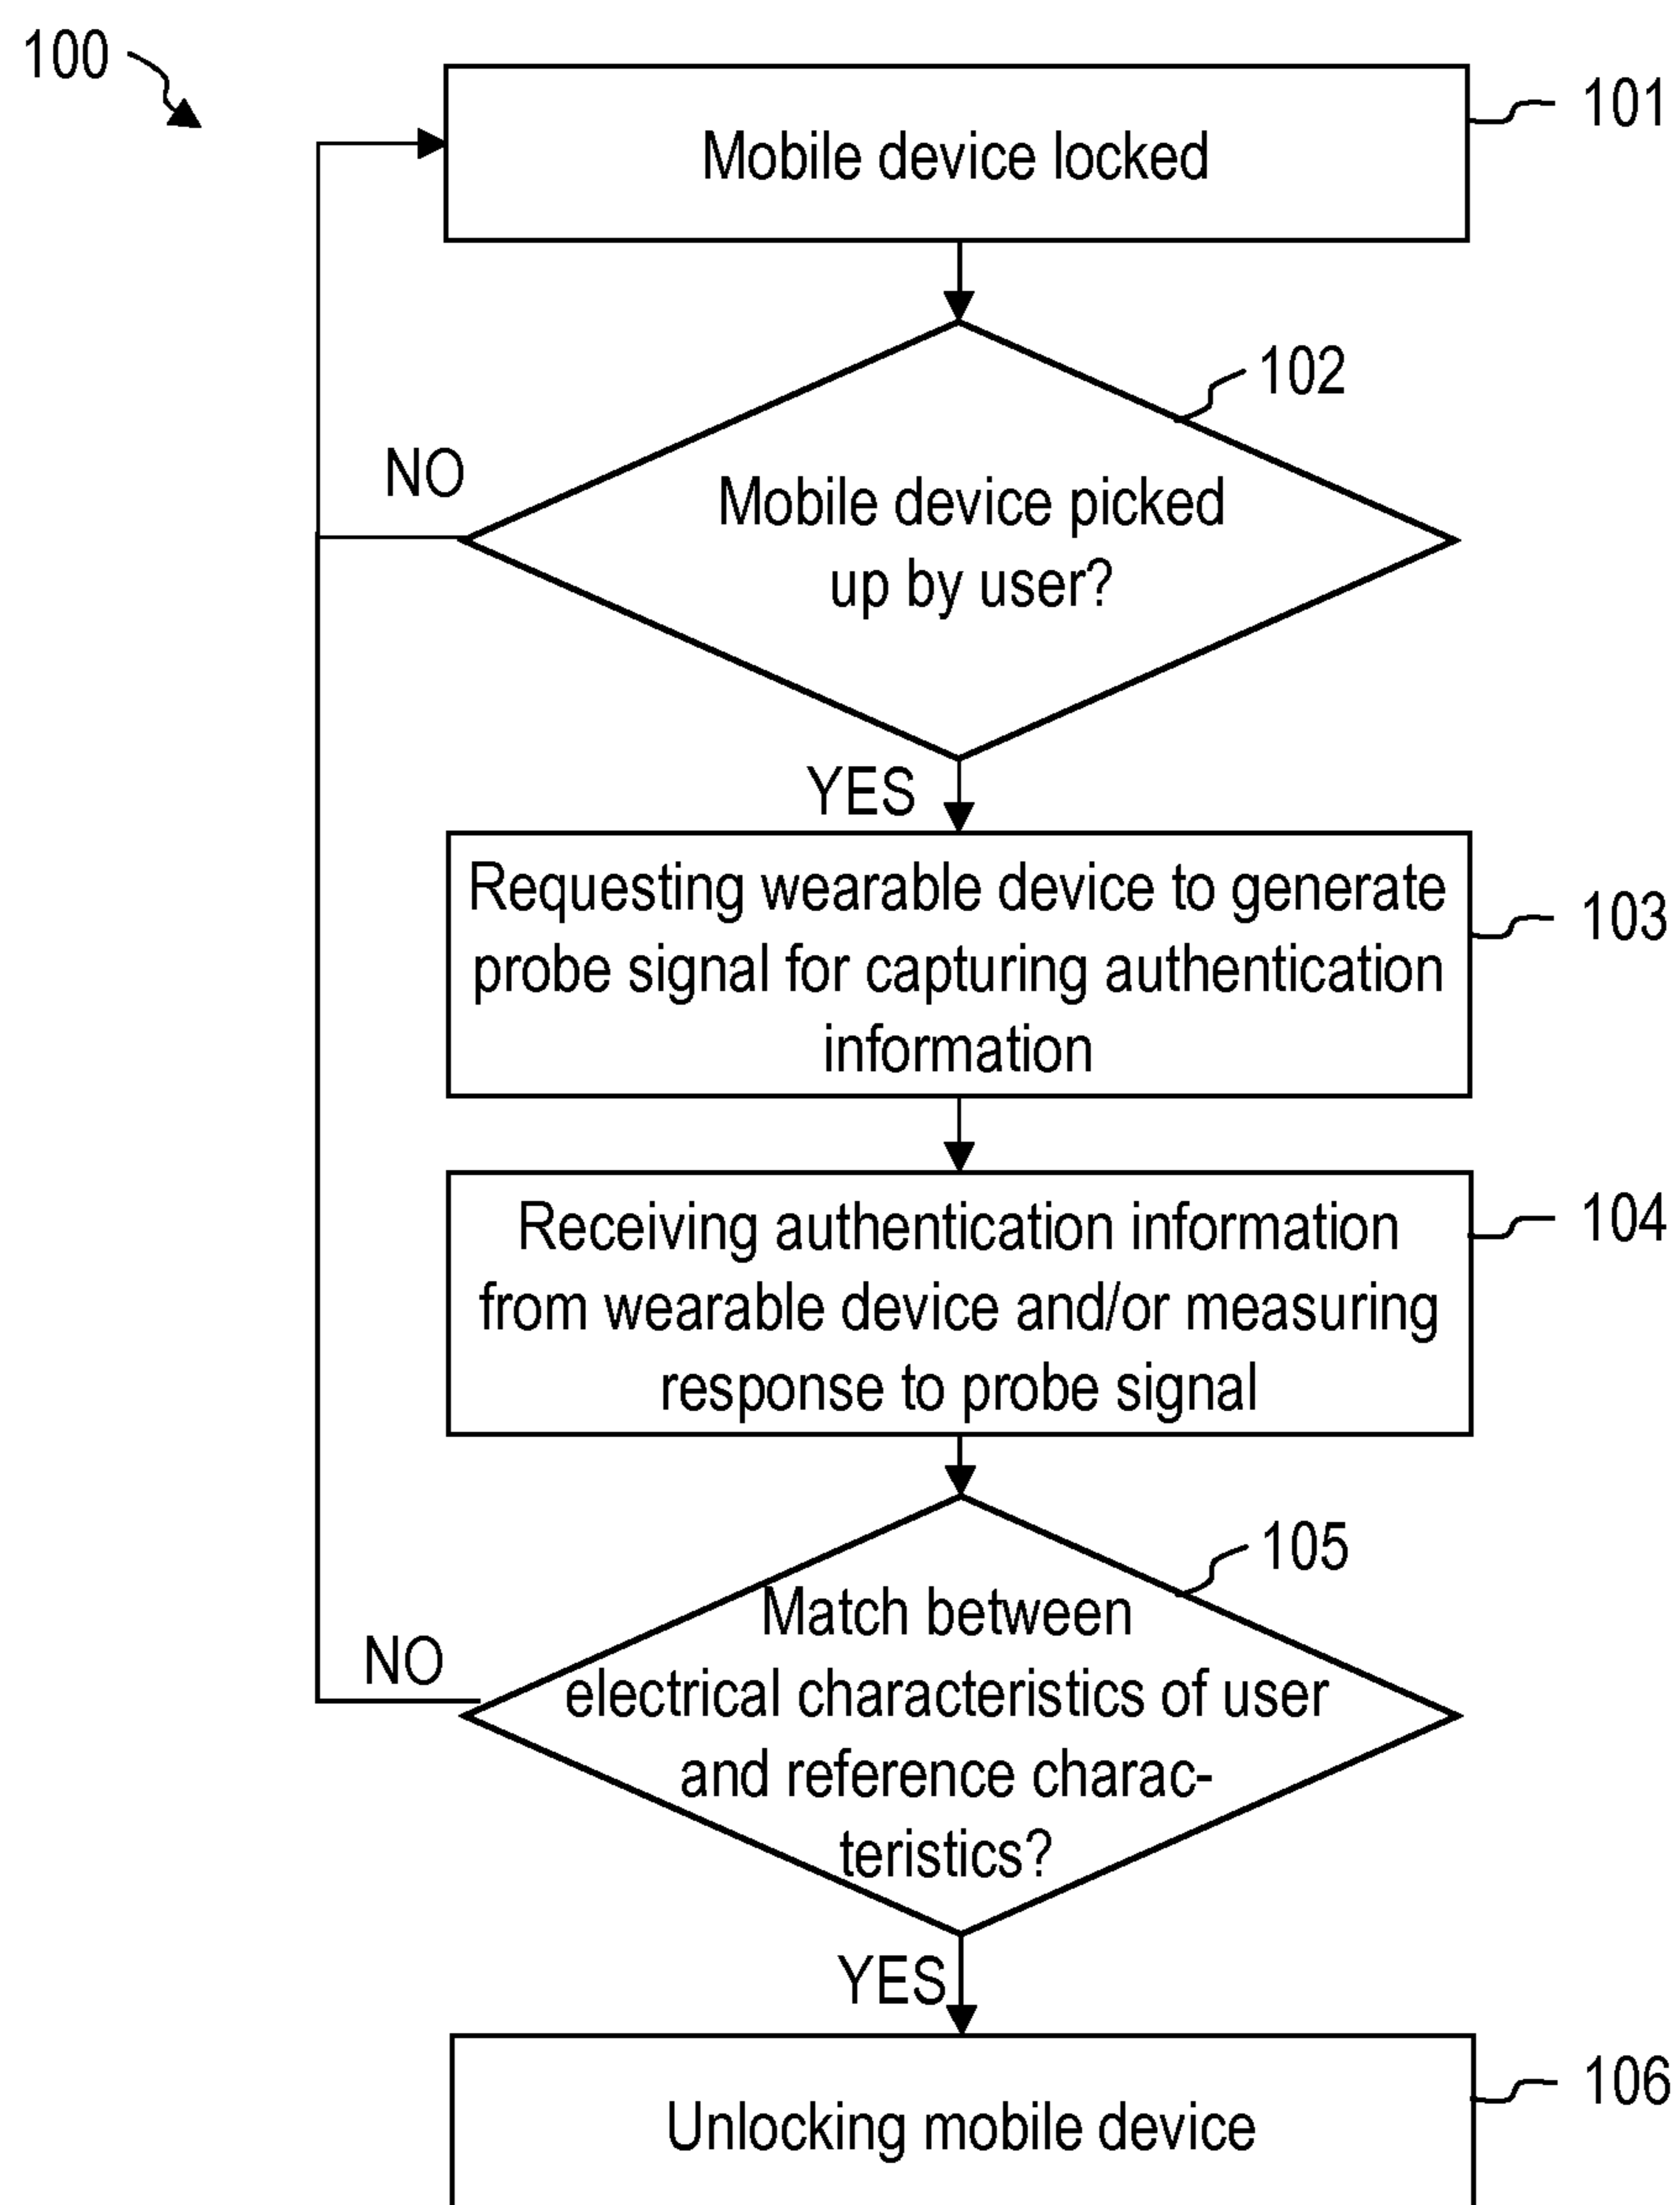 100
101
Mobile device locked
102
NO
Mobile device picked
up by user?
YES
Requesting wearable device to generate
probe signal for capturing authentication
information
103
Receiving authentication information
from wearable device and/or measuring
response to probe signal
104
105
Match between
electrical characteristics of user
and reference charac-
teristics?
NO
YES
Unlocking mobile device
106